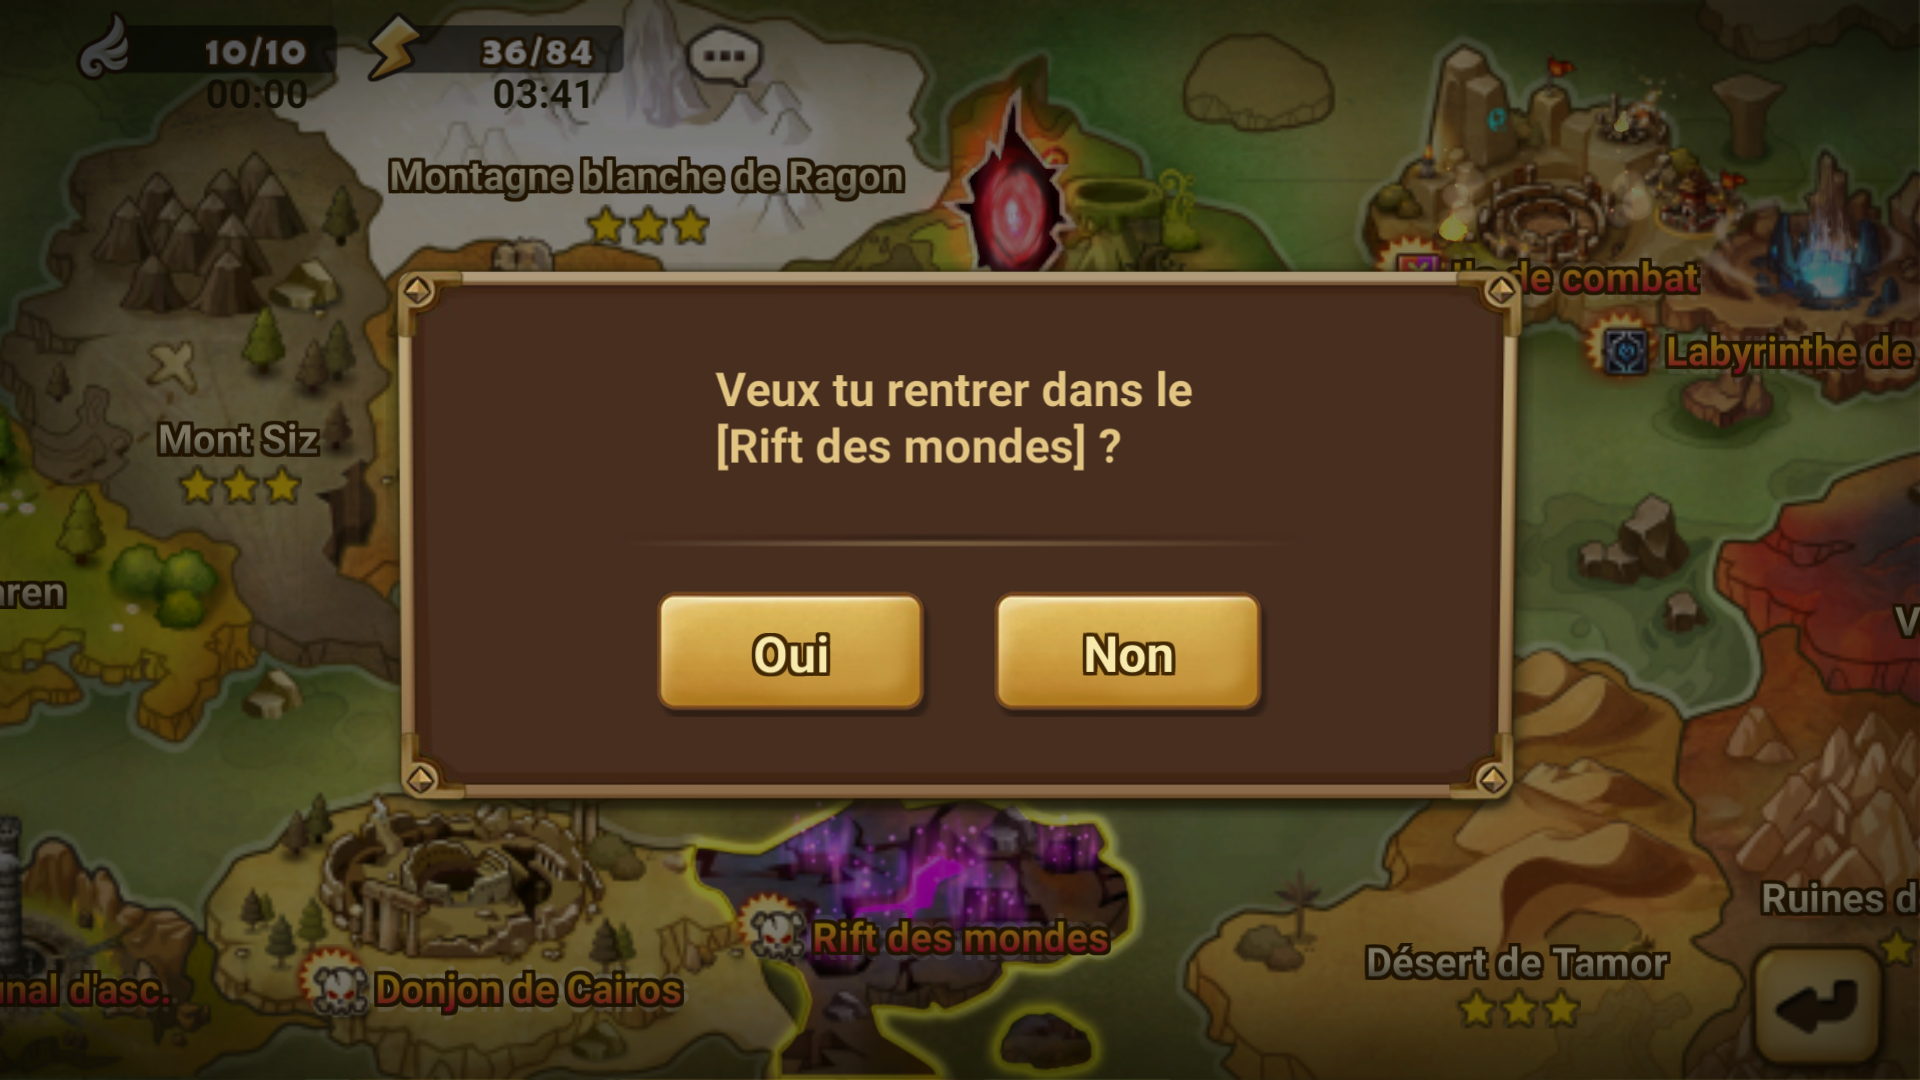 10/10
36/84
00:00
03:41
Montagne blanche de Ragon
de combat
Labyrinthe de
Veux tu rentrer dans le
[Rift des mondes] ?
Mont Siz
Oui
Non
Ruines d
Rift des mondes
Désert de Tamor
Donjon de Cairos